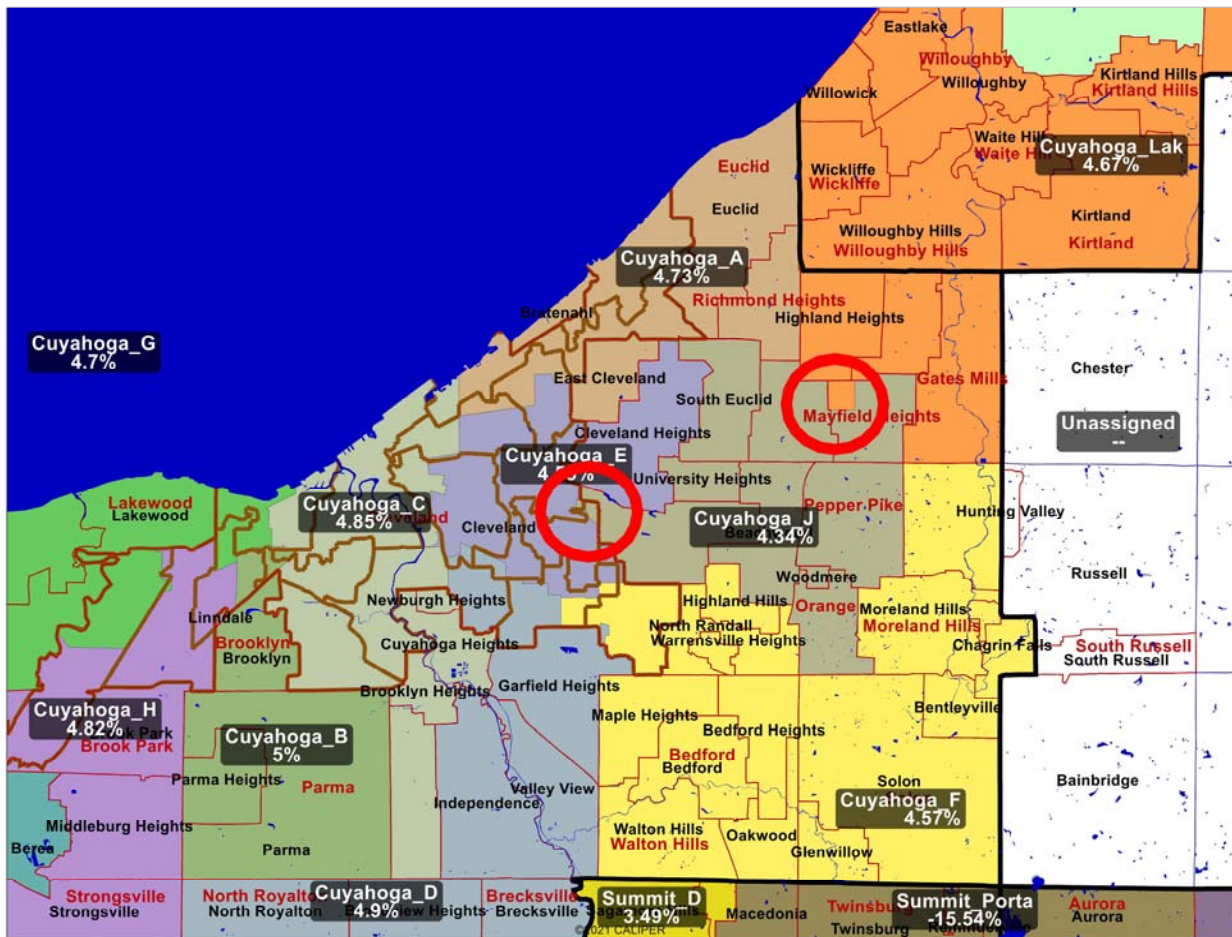 Eastlake
Willoughby
Willoughby
Kirtland Hills
Kirtland Hills
Willowick
Waite Hill
Waite Hill
Cuyahoga_Lak
4.67%
Euclid
Wickliffe
Wickliffe
Euclid
Kirtland
Willoughby Hills
Willoughby Hills
Kirtland
Cuyahoga_A
4.73%
Richmond Heights
Bratenahl
Highland Heights
Cuyahoga_G
4.7%
Chester
East Cleveland
Gates Mills
South Euclid
Mayfield Heights
Unassigned
--
Cleveland Heights
Cuyahoga_E
University Heights
Lakewood
Lakewood
Cuyahoga_C
4.85%
Cleveland
Cleveland
Pepper Pike
Hunting Valley
Cuyahoga_J
4.34%
Woodmere
Russell
Newburgh Heights
Highland Hills
Orange
Moreland Hills
Moreland Hills
Linndale
North Randall
Warrensville Heights
Brooklyn
Brooklyn
Cuyahoga Heights
Chagrin Falls
South Russell
South Russell
Brooklyn Heights
Garfield Heights
Bentleyville
Cuyahoga_H
4.82%
Brook Park
Brook Park
Maple Heights
Bedford Heights
Cuyahoga_B
5%
Bedford
Bedford
Parma Heights
Parma
Solon
Bainbridge
Valley View
Independence
Cuyahoga_F
4.57%
Middleburg Heights
Walton Hills
Walton Hills
Oakwood
Berea
Parma
Glenwillow
Strongsville
Strongsville
North Royalton
North Royalton
Cuyahoga_D
4.9%
Brecksville
Brecksville
Summit_D
3.49%
Macedonia
Twinsburg
Twinsburg
Summit_Porta
-15.54%
Aurora
Aurora
©2021 CALIPER